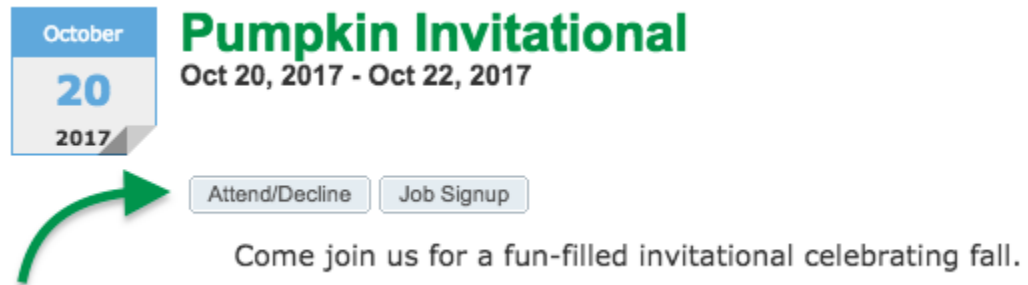 October
20
2017
Pumpkin Invitational
Oct 20, 2017 - Oct 22, 2017
Attend/Decline
Job Signup
Come join us for a fun-filled invitational celebrating fall.